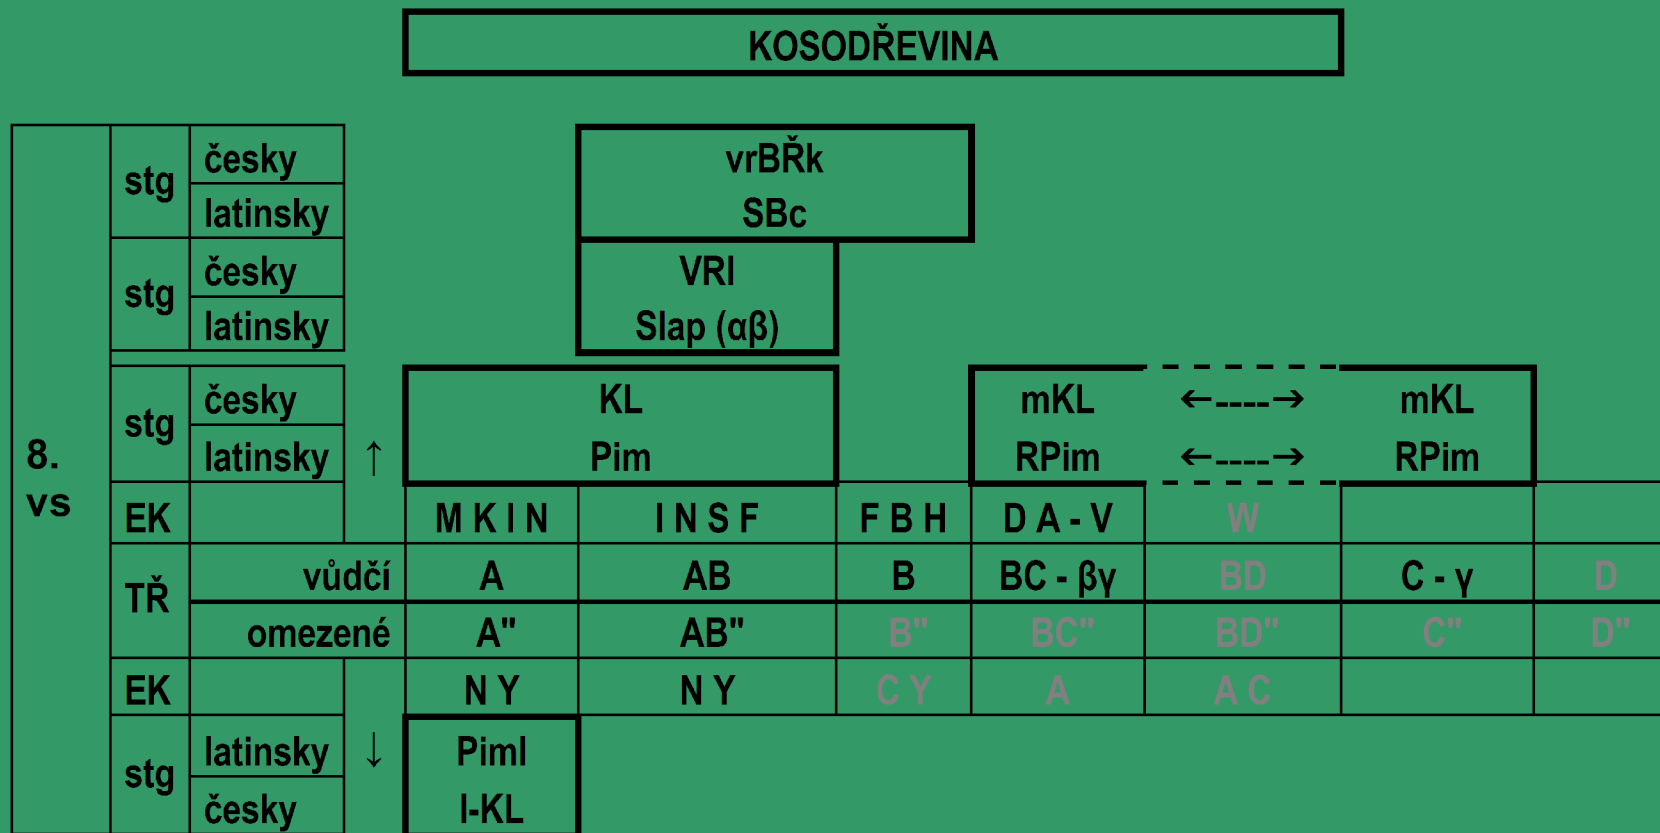 KOSODŘEVINA
8. vs
stg česky vrBŘk
latinsky SBc
stg česky VRl
latinsky Slap (αβ)
stg česky KL mKL ←----→ mKL
latinsky ↑ Pim RPim ←----→ RPim
EK M K I N I N S F F B H D A - V W
TŘ vůdčí A AB B BC - βγ BD C - γ D
omezené A" AB" B" BC" BD" C" D"
EK N Y N Y C Y A A C
stg latinsky ↓ Piml
česky l-KL